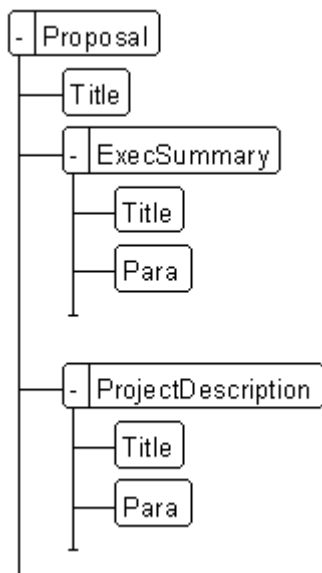 - Proposal
Title
- ExecSummary
Title
Para
- ProjectDescription
Title
Para